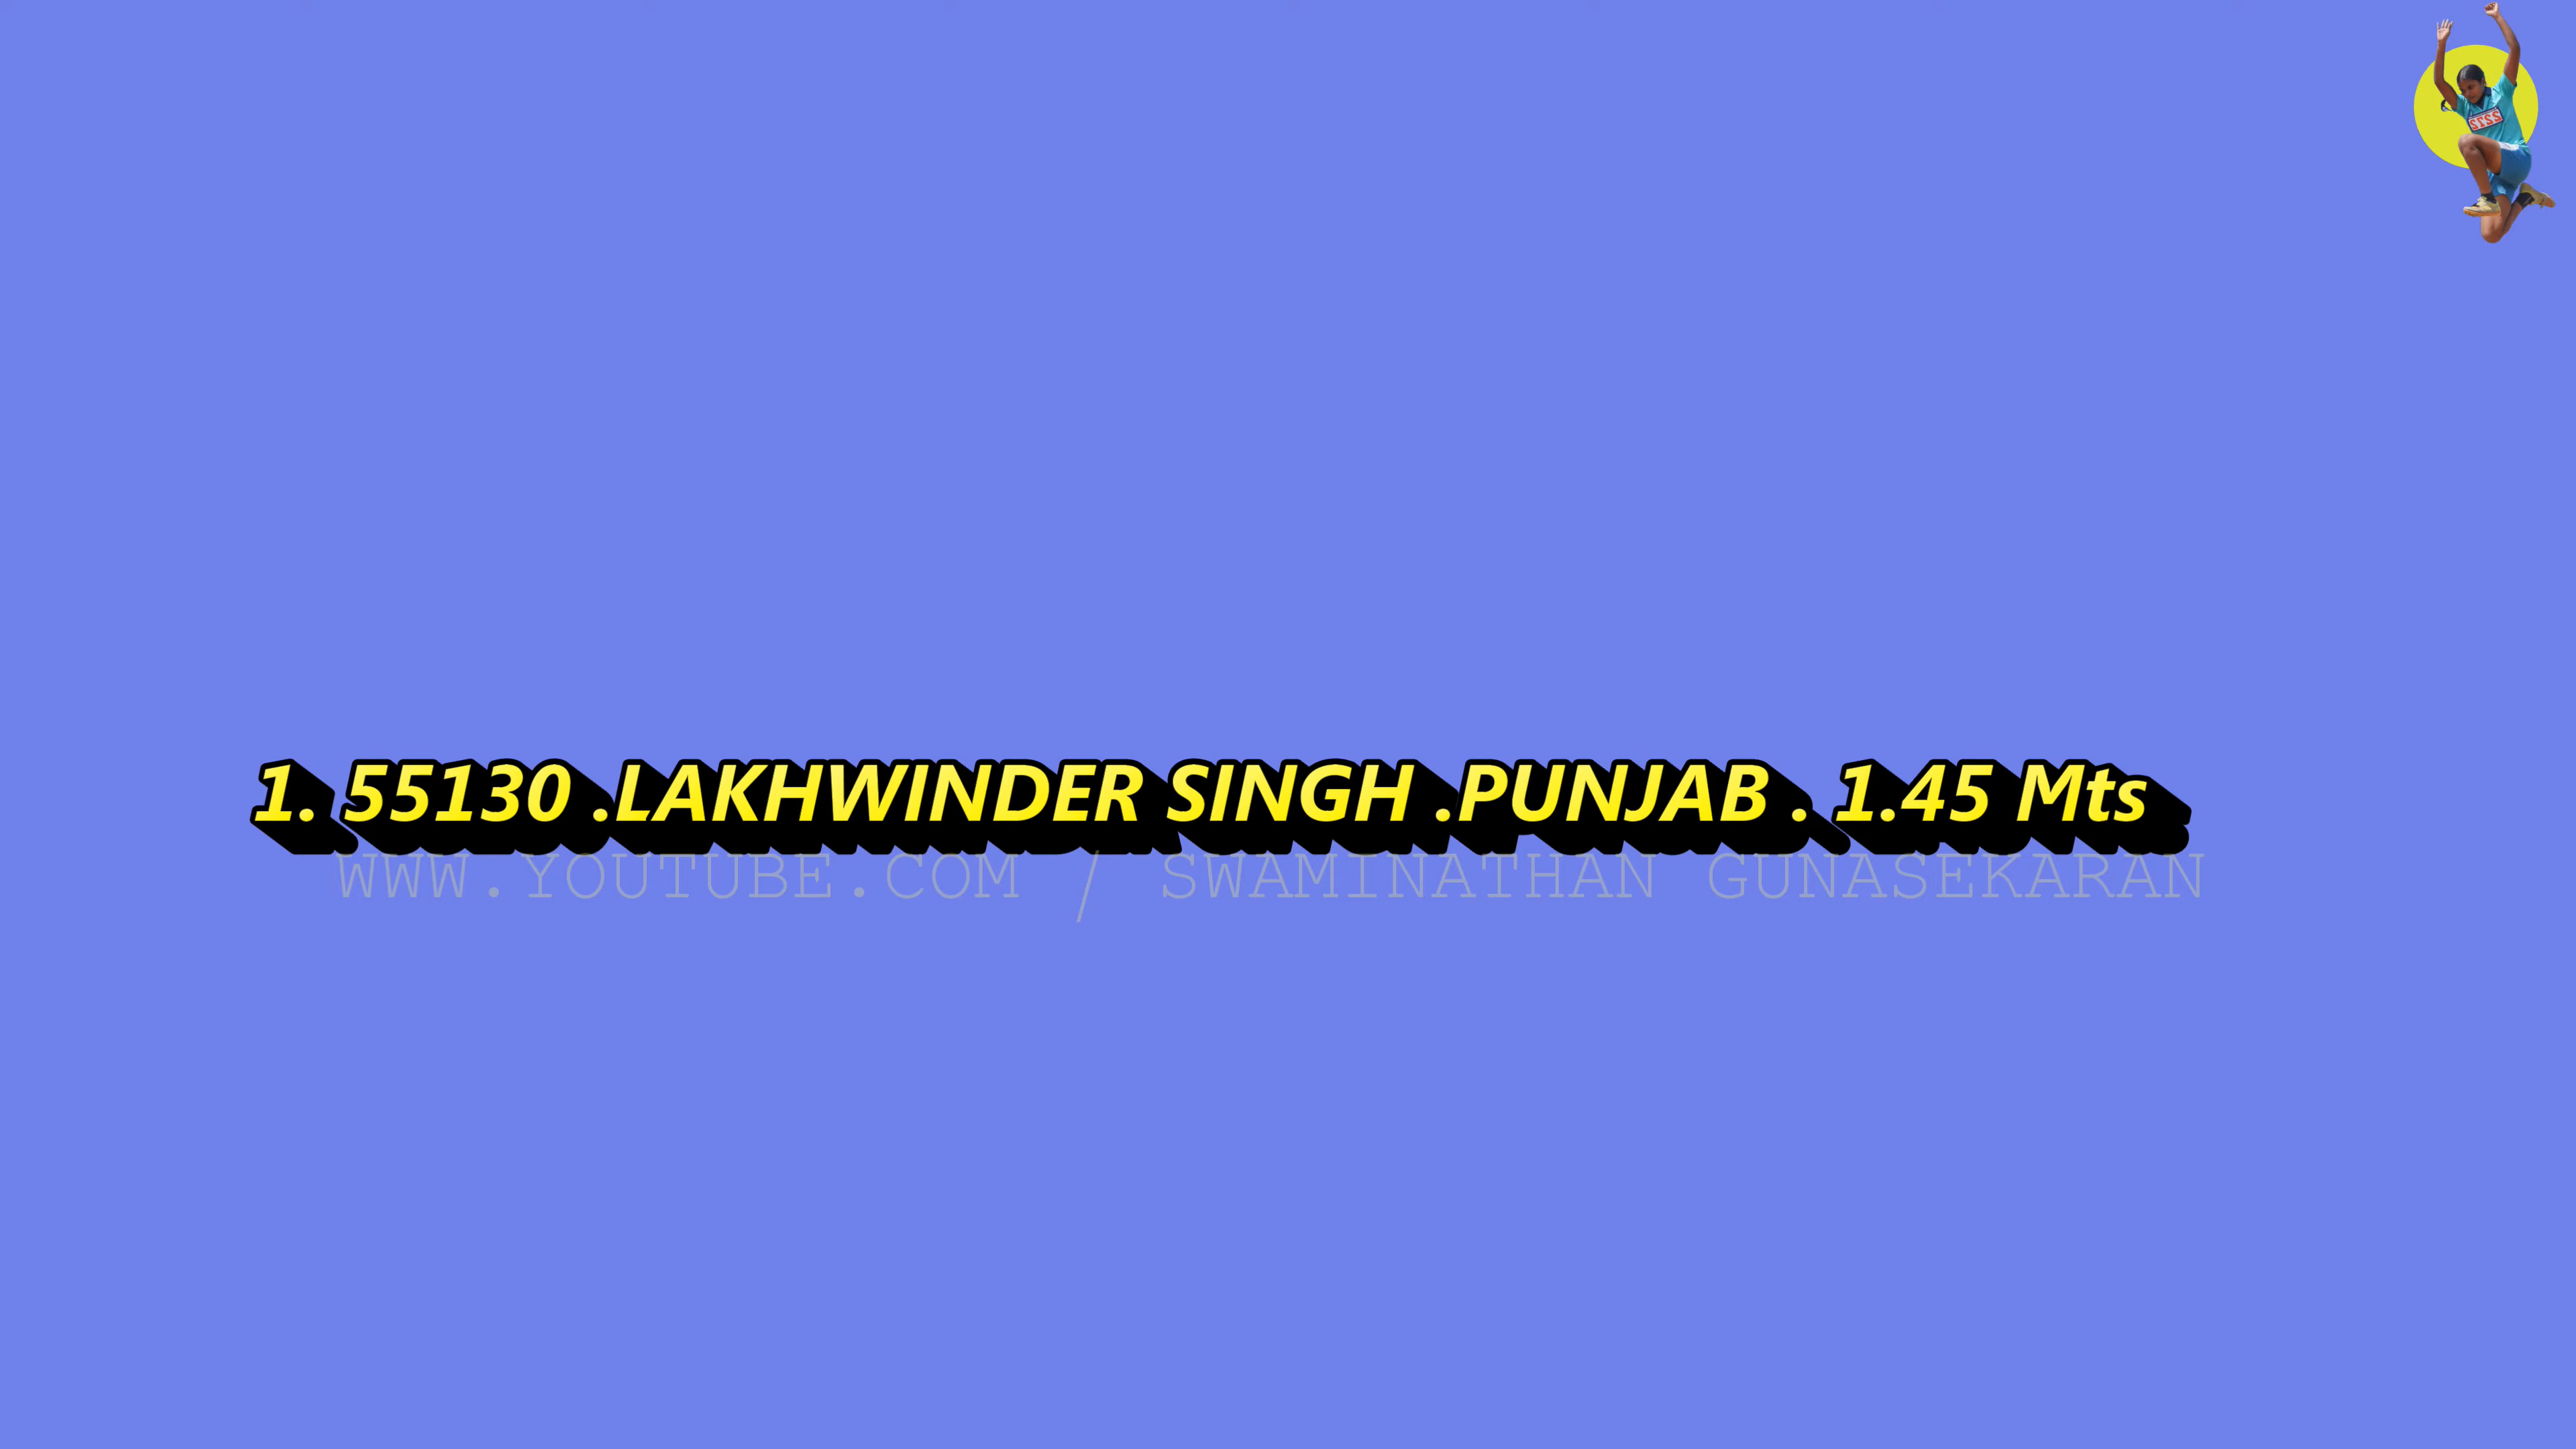 1. 55130 .LAKHWINDER SINGH .PUNJAB . 1.45 Mts
WWW.YOUTUBE.COM / SWAMINATHAN GUNASEKARAN